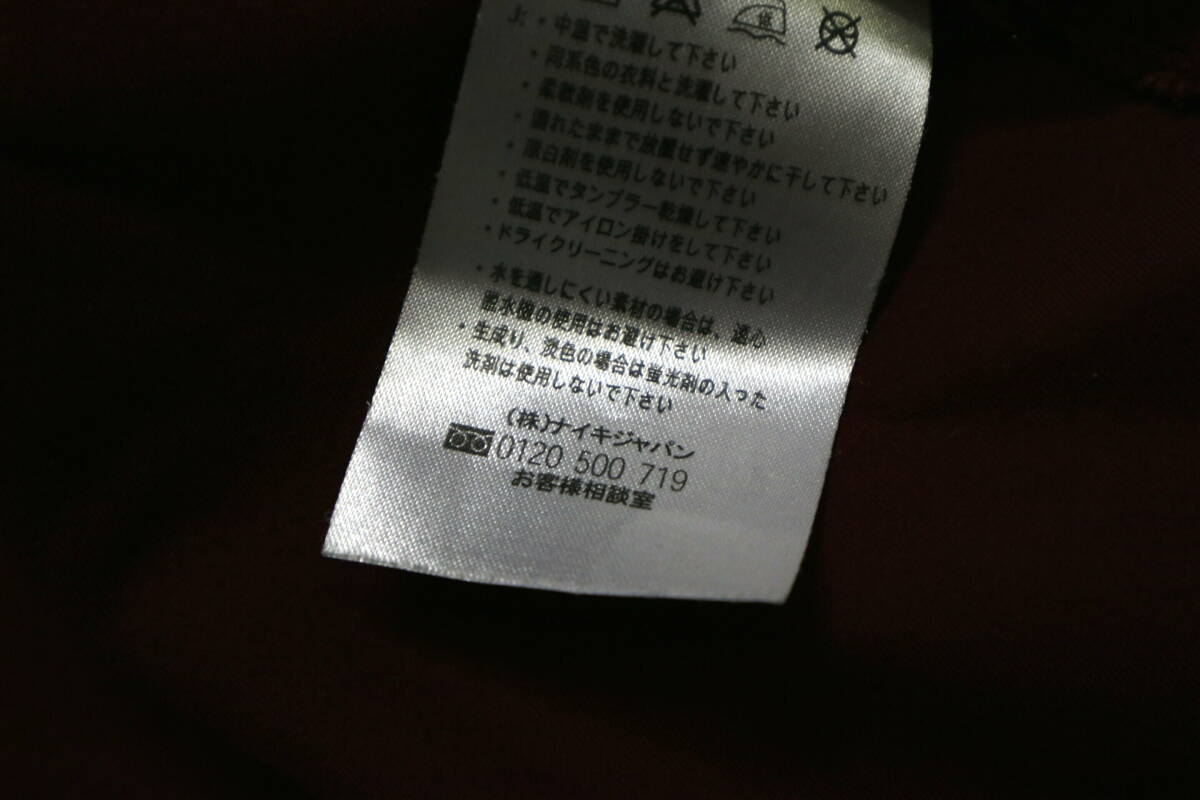 低
J: ・中温で洗濯して下さい
・同系色の衣料と洗濯して下さい
・柔軟剤を使用しないで下さい
・濡れたままで放置せず速やかに干して下さい
・漂白剤を使用しないで下さい
・低温でタンブラー乾燥して下さい
・低温でアイロン掛けをして下さい
・ドライクリーニングはお避け下さい
・水を通しにくい素材の場合は、遠心
脱水機の使用はお避け下さい
・生成り、淡色の場合は蛍光剤の入った
洗剤は使用しないで下さい
(株)ナイキジャパン
0120 500 719
お客様相談室